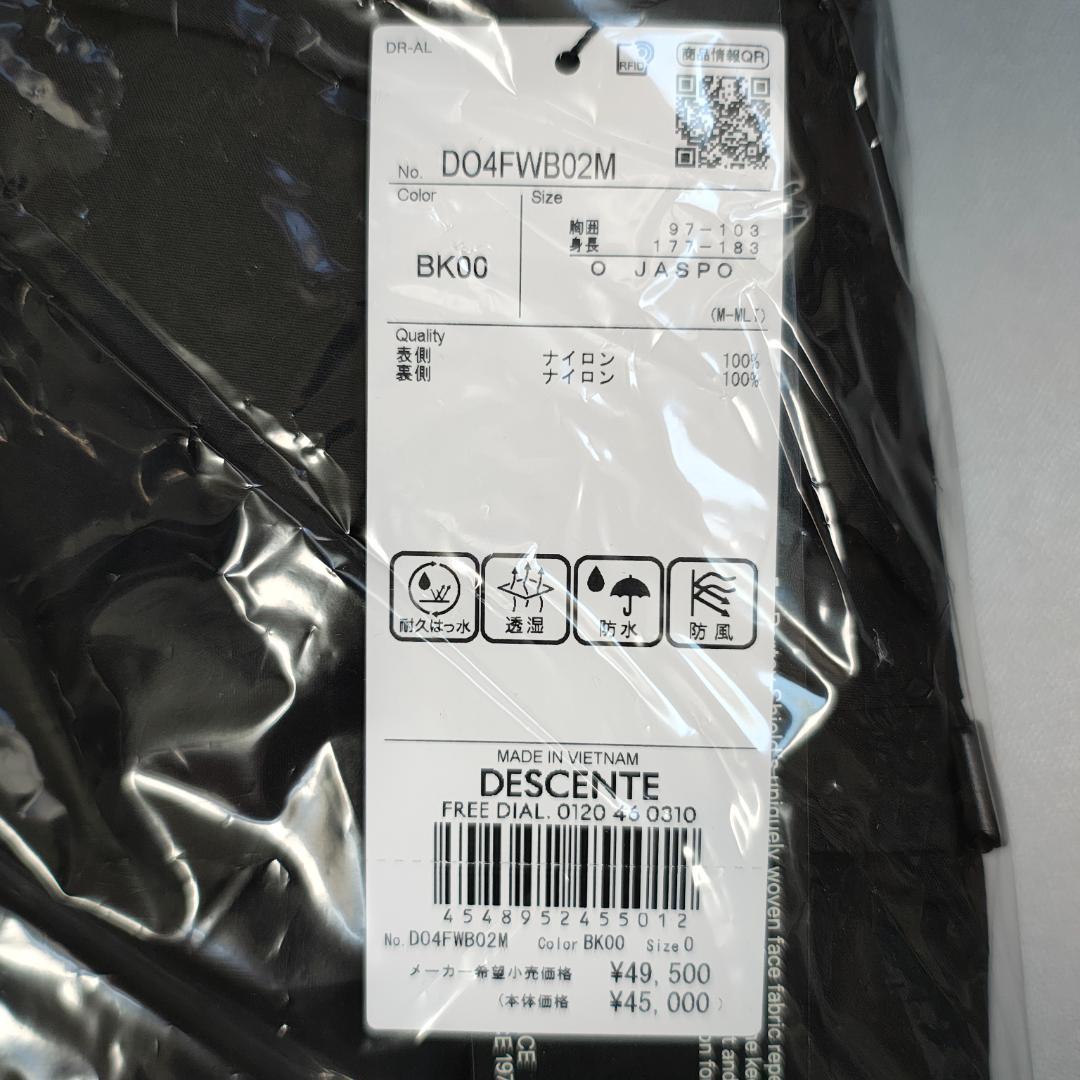 DR-AL
RFID
商品情報QR
No. DO4FWB02M
Color
Size
胸囲 97-103
身長 177-183
BK00
O JASPO
Quality
表側 ナイロン 100%
裏側 ナイロン 100%
耐久はっ水
透湿
防水
防風
MADE IN VIETNAM
DESCENTE
FREE DIAL. 0120 46 0310
4548952455012
No. DO4FWB02M Color BK00 Size O
メーカー希望小売価格 ¥49,500
(本体価格 ¥45,000)
uniquely woven face fabric